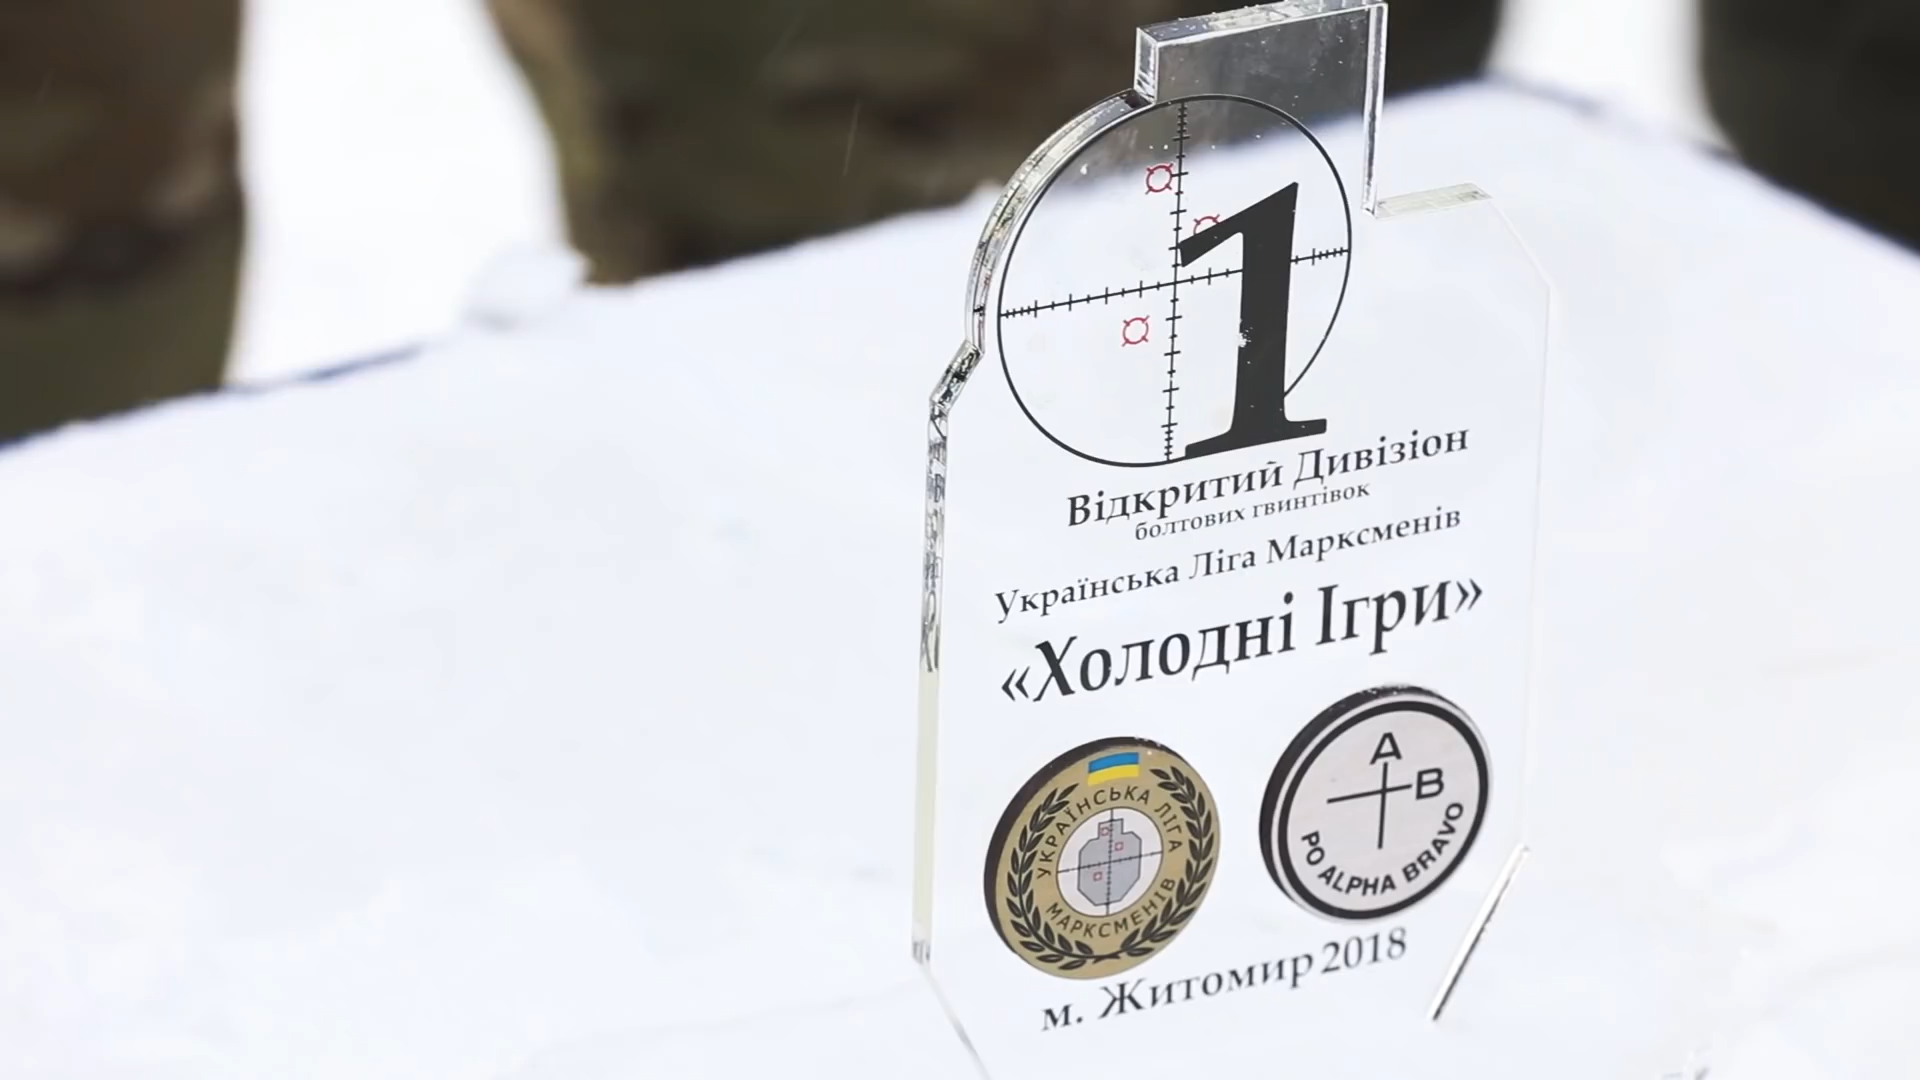 1
Відкритий Дивізіон
болтових гвинтівок
Українська Ліга Марксменів
«Холодні Ігри»
УКРАЇНСЬКА ЛІГА
МАРКСМЕНІВ
A
B
PO ALPHA BRAVO
м. Житомир 2018